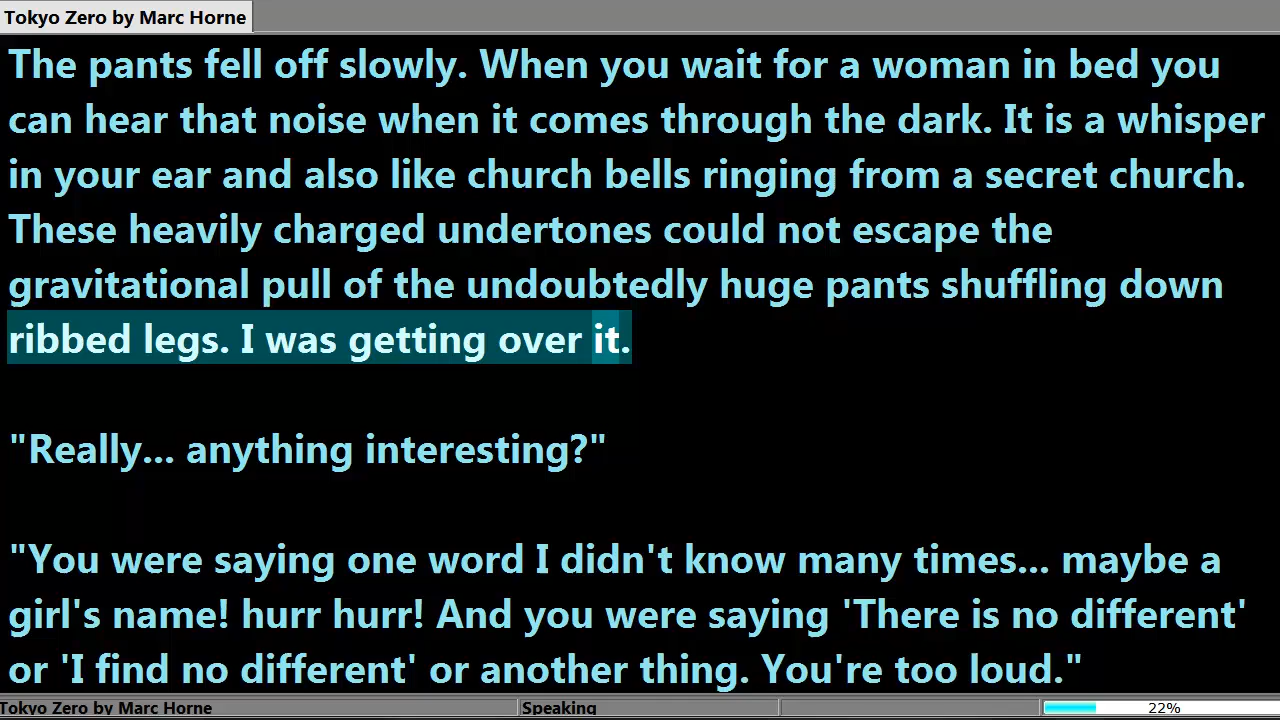 Tokyo Zero by Marc Horne
The pants fell off slowly. When you wait for a woman in bed you
can hear that noise when it comes through the dark. It is a whisper
in your ear and also like church bells ringing from a secret church.
These heavily charged undertones could not escape the
gravitational pull of the undoubtedly huge pants shuffling down
ribbed legs. I was getting over it.
"Really... anything interesting?"
"You were saying one word I didn't know many times... maybe a
girl's name! hurr hurr! And you were saying 'There is no different'
or 'I find no different' or another thing. You're too loud."
Tokyo Zero by Marc Horne Speaking 22%